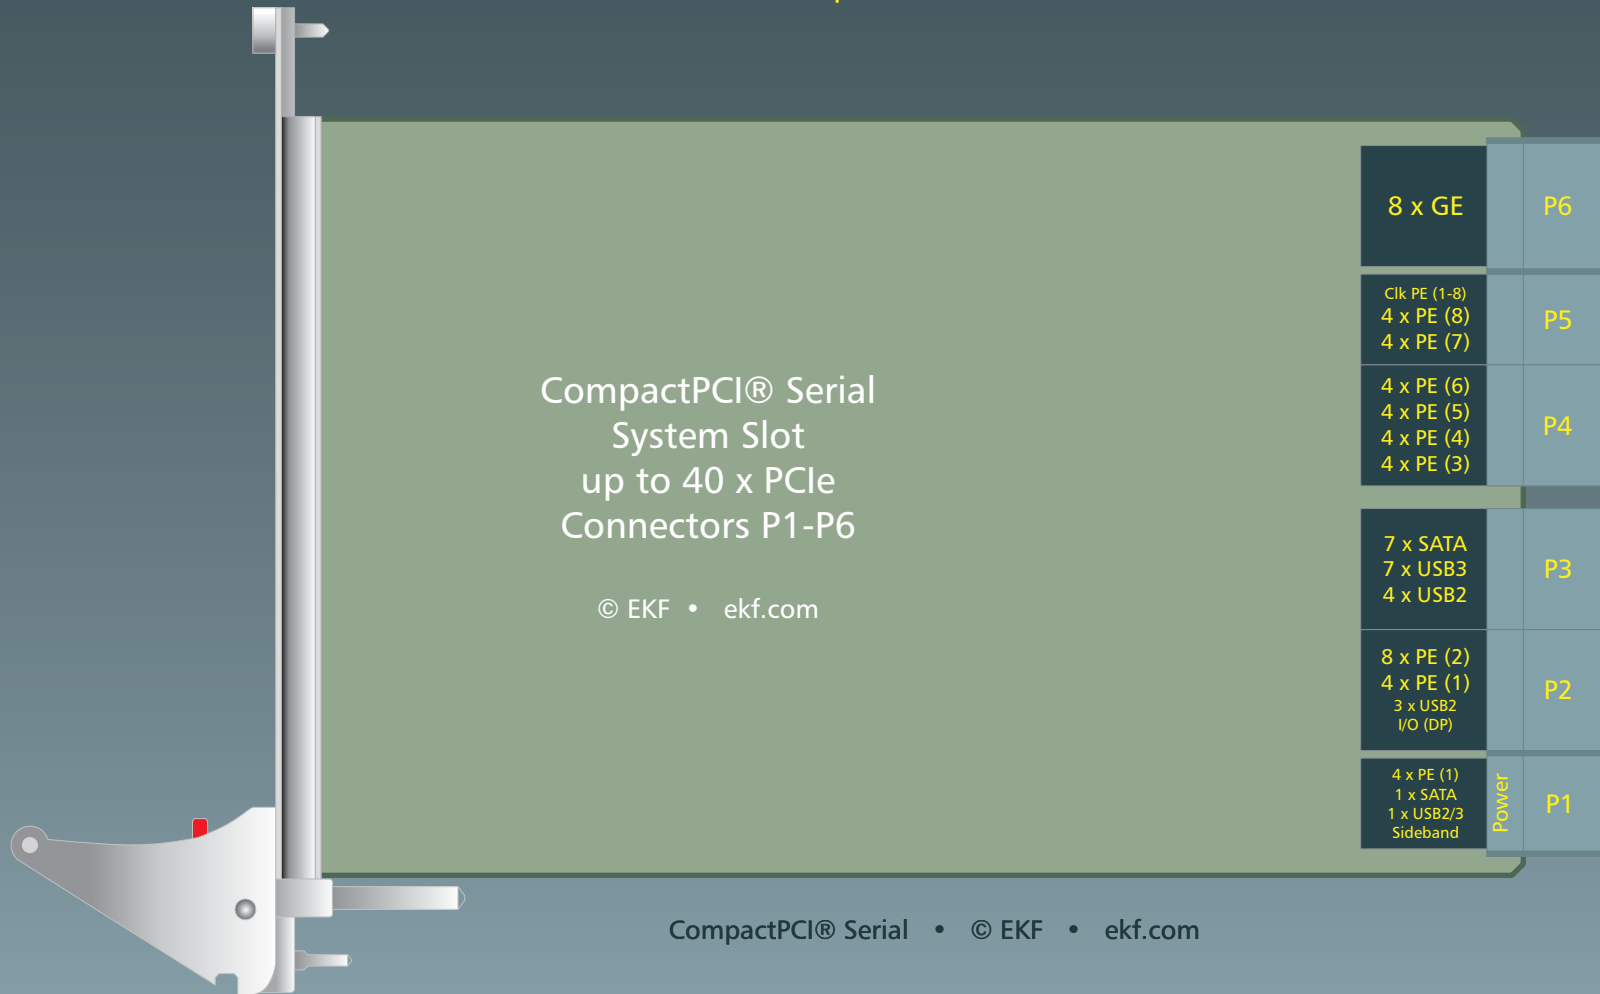 CompactPCI® Serial
System Slot
up to 40 x PCIe
Connectors P1-P6
© EKF • ekf.com
8 x GE
P6
Clk PE (1-8)
4 x PE (8)
4 x PE (7)
P5
4 x PE (6)
4 x PE (5)
4 x PE (4)
4 x PE (3)
P4
7 x SATA
7 x USB3
4 x USB2
P3
8 x PE (2)
4 x PE (1)
3 x USB2
I/O (DP)
P2
4 x PE (1)
1 x SATA
1 x USB2/3
Sideband
Power
P1
CompactPCI® Serial • © EKF • ekf.com